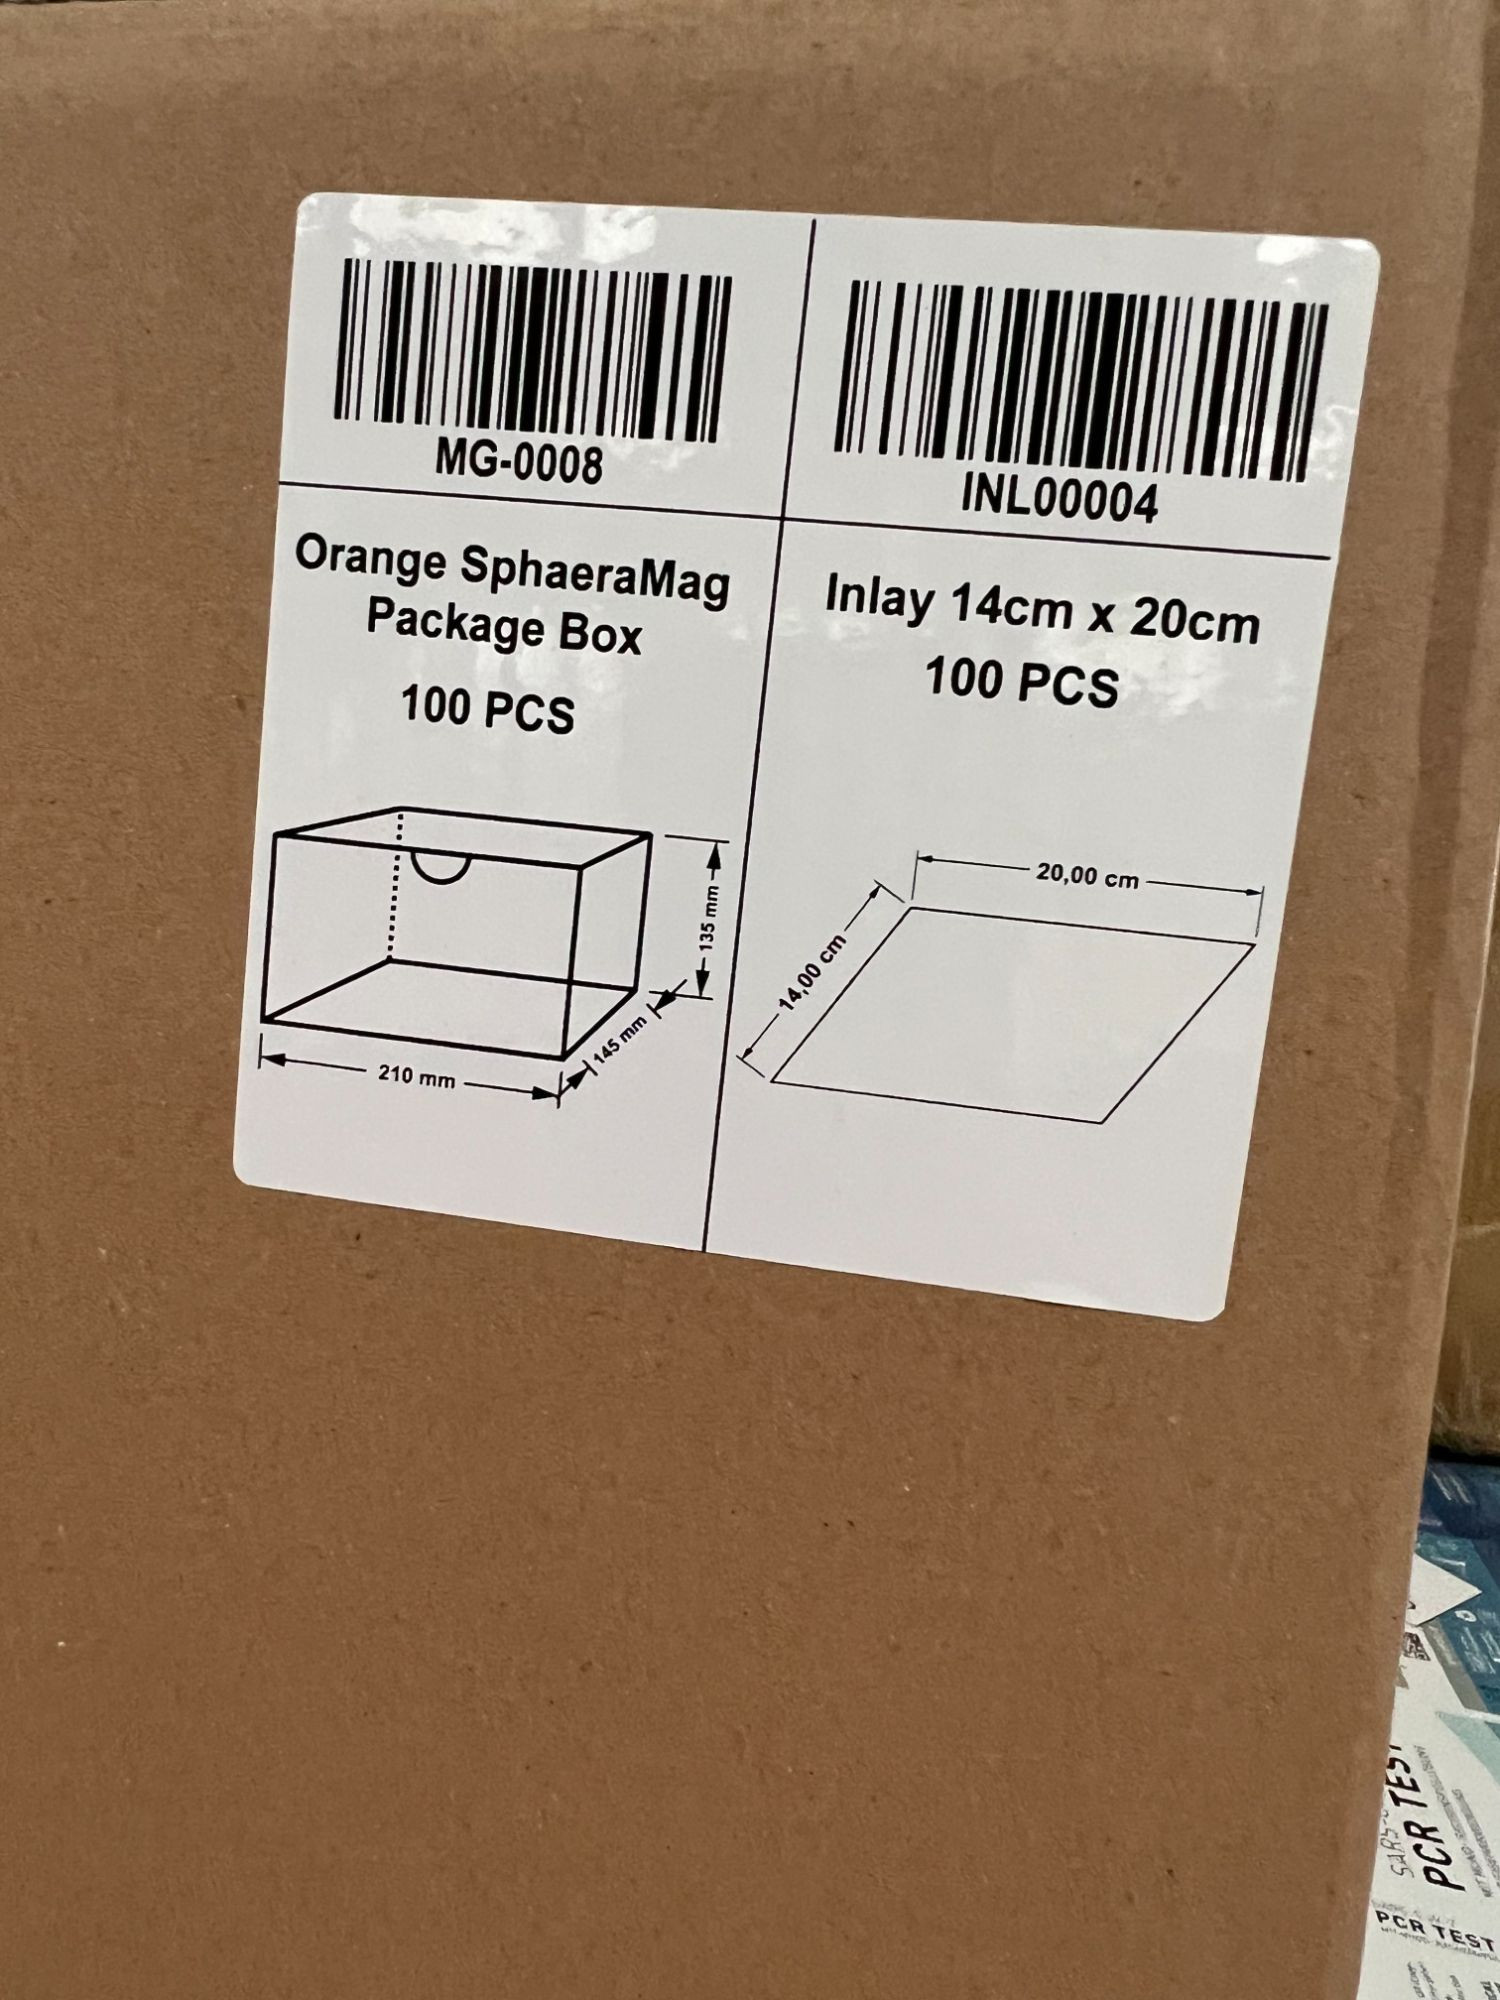 MG-0008
INL00004
Orange SphaeraMag
Package Box
100 PCS
Inlay 14cm x 20cm
100 PCS
135 mm
145 mm
210 mm
20,00 cm
14,00 cm
PCR TEST
PCR TEST